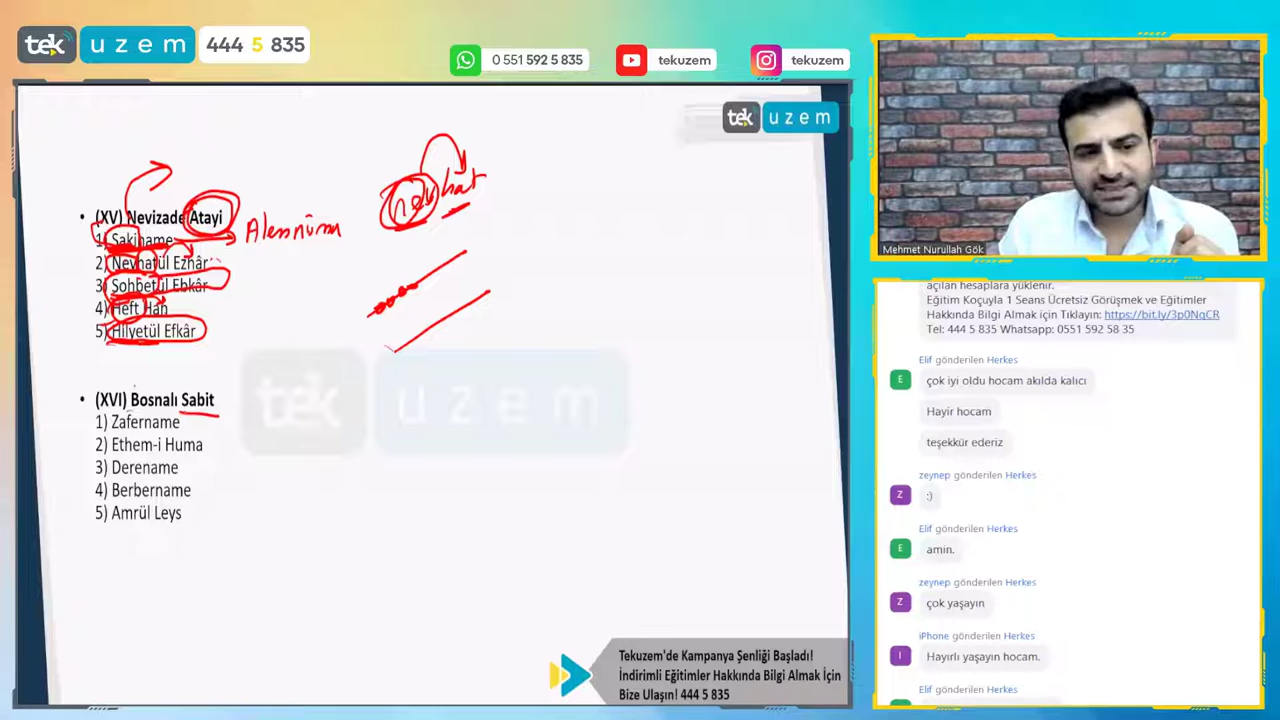 tek uzem 444 5 835
0 551 592 5 835
tekuzem
tekuzem
tek uzem
• (XV) Nevizade Atayi
1) Sakiname
Alemnüma
2) Nevhatül Ezhâr
3) Sohbetül Ebkâr
4) Heft Han
5) Hilyetül Efkâr
• (XVI) Bosnalı Sabit
1) Zafername
2) Ethem-i Huma
3) Derename
4) Berbername
5) Amrül Leys
tek uzem
Tekuzem'de Kampanya Şenliği Başladı!
İndirimli Eğitimler Hakkında Bilgi Almak İçin
Bize Ulaşın! 444 5 835
Mehmet Nurullah Gök
açılan hesaplara yüklenir.
Eğitim Koçuyla 1 Seans Ücretsiz Görüşmek ve Eğitimler
Hakkında Bilgi Almak için Tıklayın: https://bit.ly/3p0NqCR
Tel: 444 5 835 Whatsapp: 0551 592 58 35
Elif gönderilen Herkes
E
çok iyi oldu hocam akılda kalıcı
Hayir hocam
teşekkür ederiz
zeynep gönderilen Herkes
Z
:)
Elif gönderilen Herkes
E
amin.
zeynep gönderilen Herkes
Z
çok yaşayın
iPhone gönderilen Herkes
I
Hayırlı yaşayın hocam.
Elif gönderilen Herkes